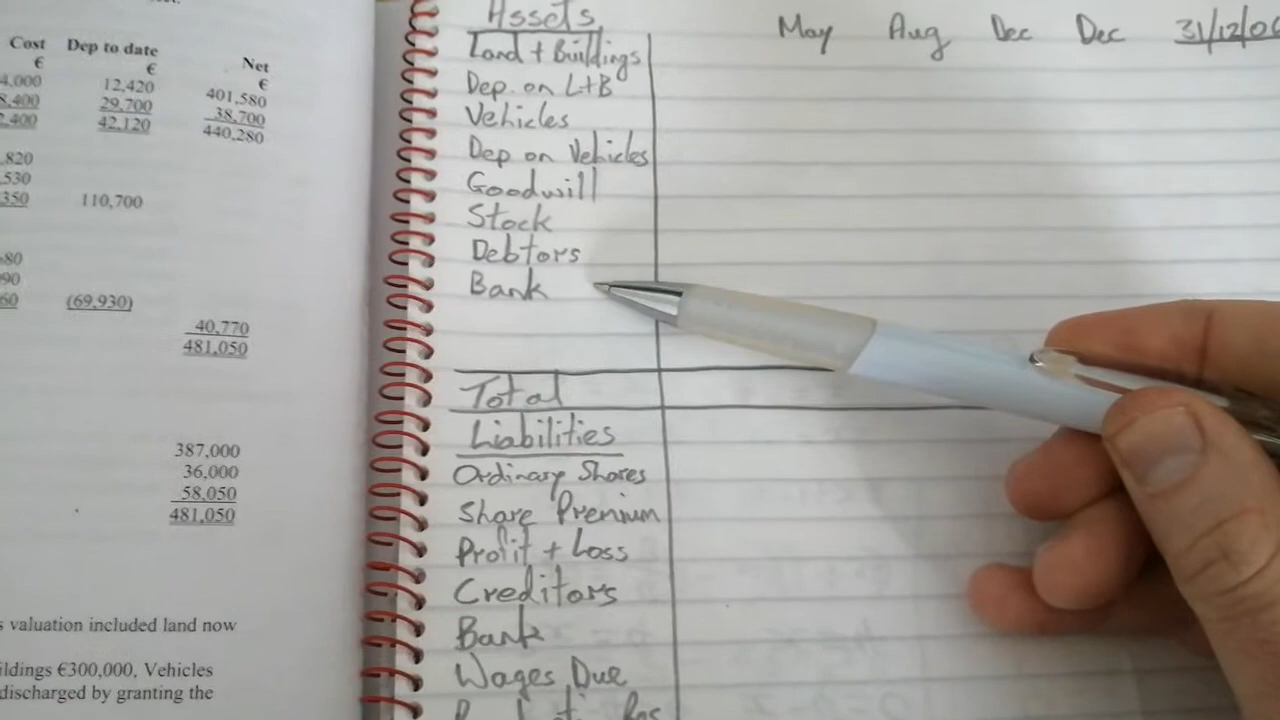 Cost Dep to date
€ € Net
4,000 12,420 €
8,400 29,700 401,580
2,400 42,120 38,700
440,280
820
530
350 110,700
680
090
60 (69,930)
40,770
481,050
387,000
36,000
58,050
481,050
s valuation included land now
ildings €300,000, Vehicles
discharged by granting the
Assets
May Aug Dec Dec 31/12/0
Land + Buildings
Dep. on L+B
Vehicles
Dep on Vehicles
Goodwill
Stock
Debtors
Bank
Total
Liabilities
Ordinary Shares
Share Premium
Profit + Loss
Creditors
Bank
Wages Due